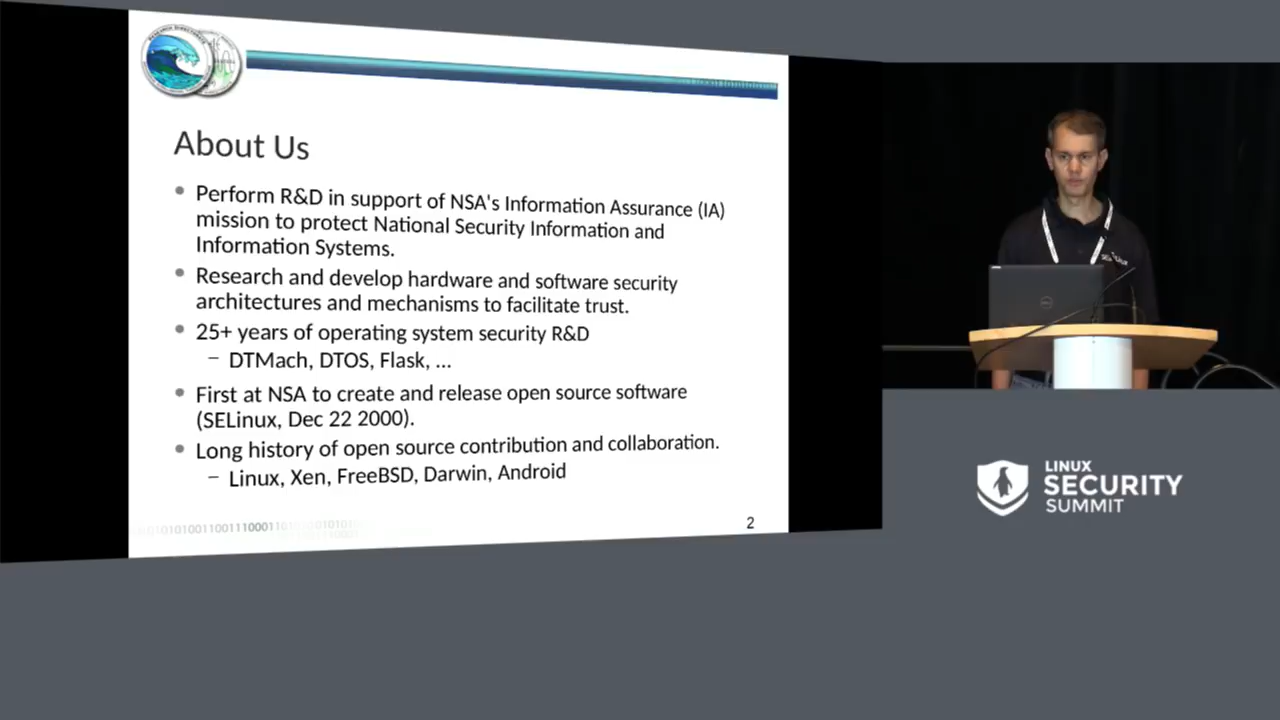 About Us
Perform R&D in support of NSA's Information Assurance (IA)
mission to protect National Security Information and
Information Systems.
Research and develop hardware and software security
architectures and mechanisms to facilitate trust.
25+ years of operating system security R&D
– DTMach, DTOS, Flask, ...
First at NSA to create and release open source software
(SELinux, Dec 22 2000).
Long history of open source contribution and collaboration.
– Linux, Xen, FreeBSD, Darwin, Android
2
LINUX
SECURITY
SUMMIT